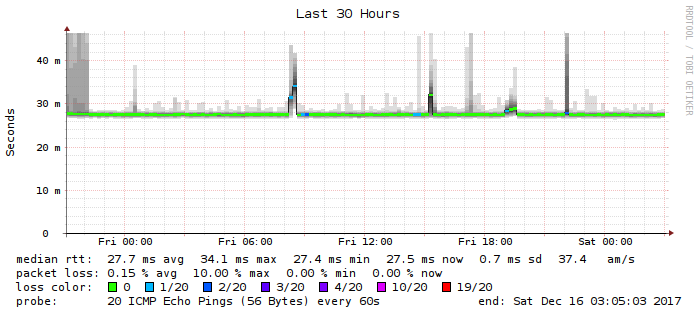 Last 30 Hours
RRDTOOL / TOBI OETIKER
Seconds
40 m
30 m
20 m
10 m
0
Fri 00:00 Fri 06:00 Fri 12:00 Fri 18:00 Sat 00:00
median rtt: 27.7 ms avg 34.1 ms max 27.4 ms min 27.5 ms now 0.7 ms sd 37.4 am/s
packet loss: 0.15 % avg 10.00 % max 0.00 % min 0.00 % now
loss color: 0 1/20 2/20 3/20 4/20 10/20 19/20
probe: 20 ICMP Echo Pings (56 Bytes) every 60s end: Sat Dec 16 03:05:03 2017